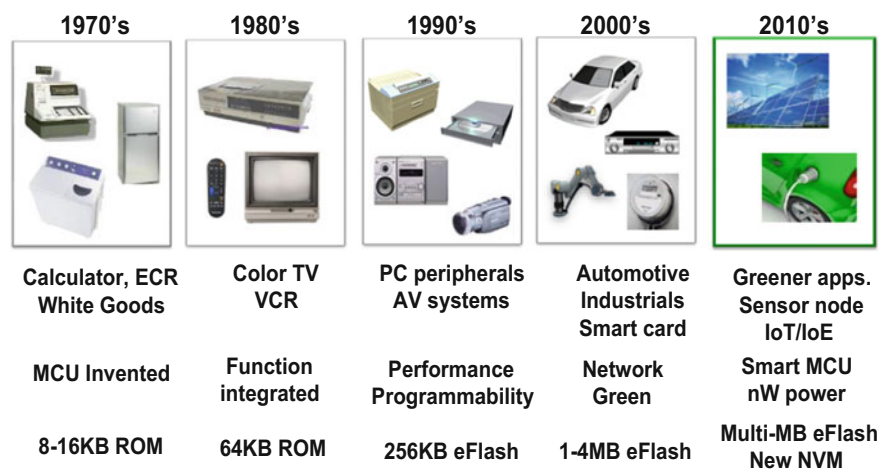 1970's
1980's
1990's
2000's
2010's
Calculator, ECR
White Goods
Color TV
VCR
PC peripherals
AV systems
Automotive
Industrials
Smart card
Greener apps.
Sensor node
IoT/IoE
MCU Invented
Function
integrated
Performance
Programmability
Network
Green
Smart MCU
nW power
8-16KB ROM
64KB ROM
256KB eFlash
1-4MB eFlash
Multi-MB eFlash
New NVM